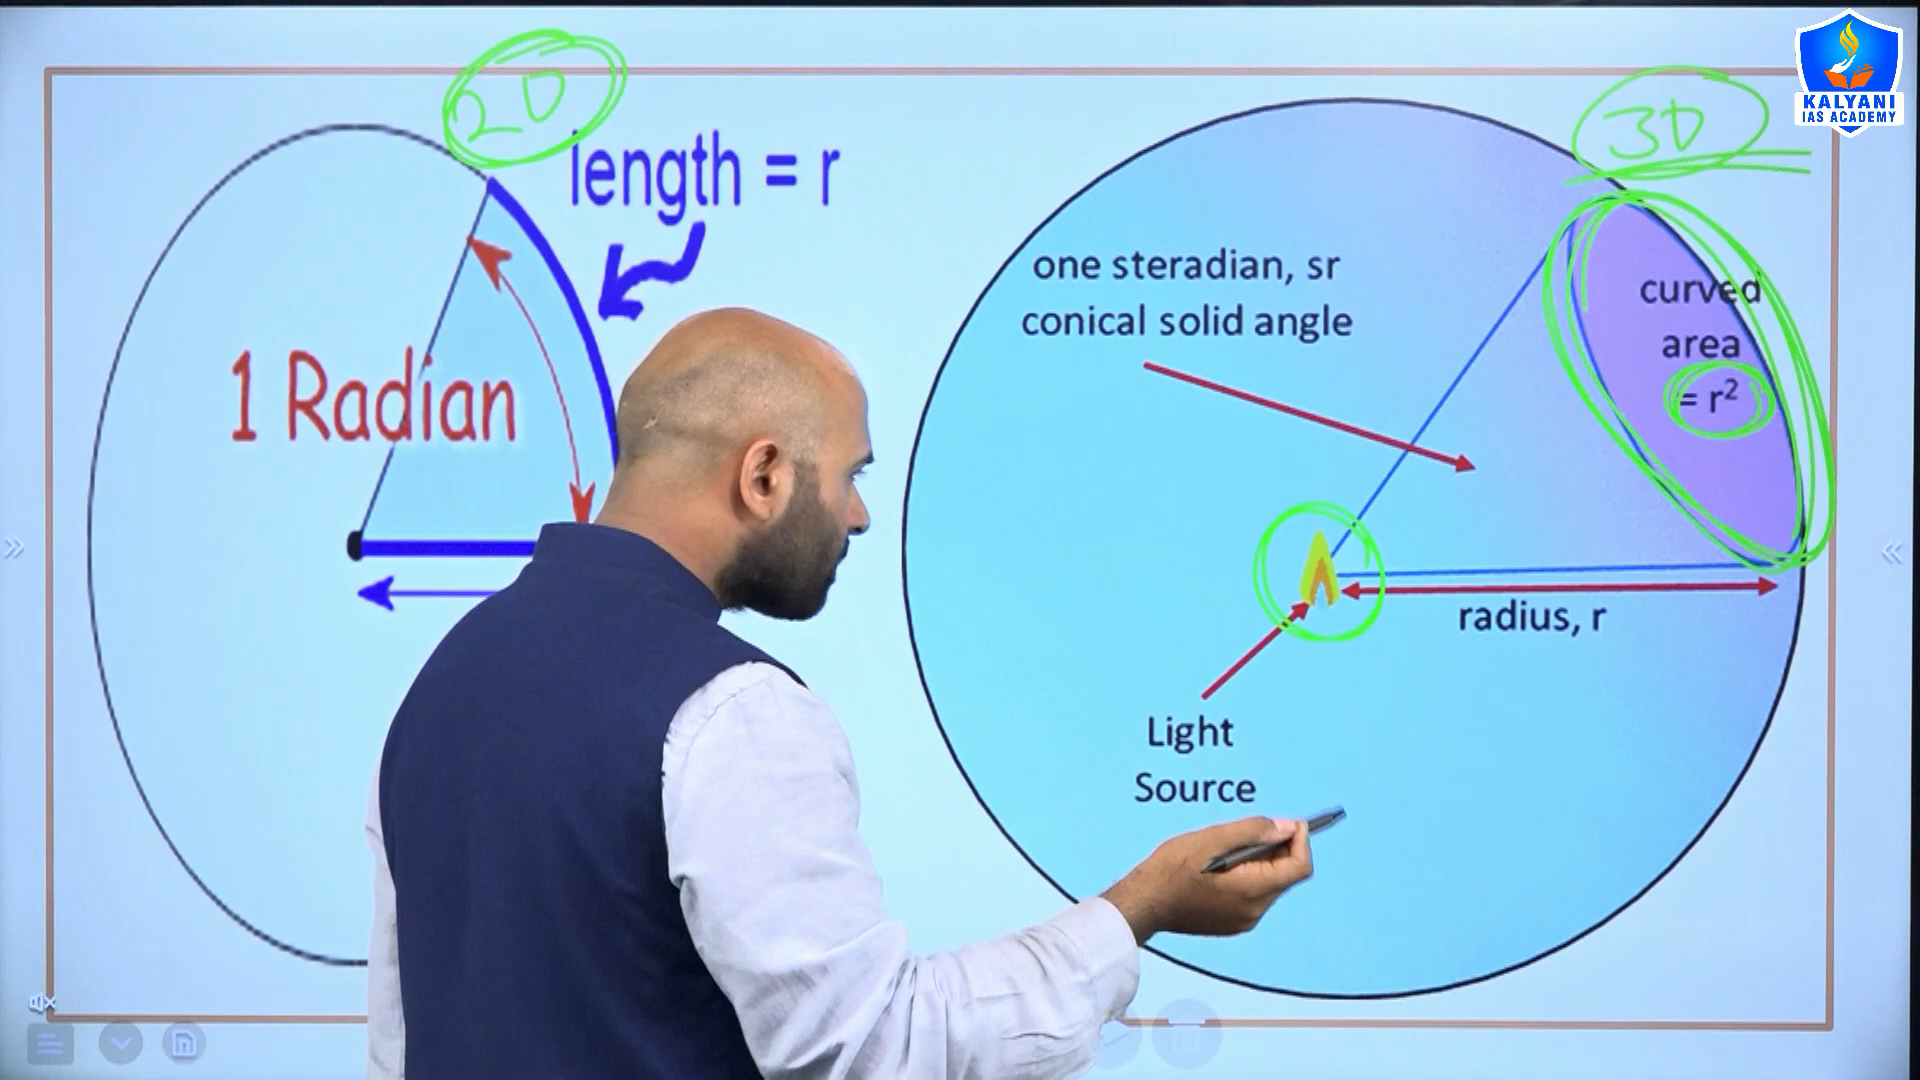 2D
length = r
1 Radian
3D
one steradian, sr
conical solid angle
curved
area
= r²
radius, r
Light
Source
KALYANI
IAS ACADEMY